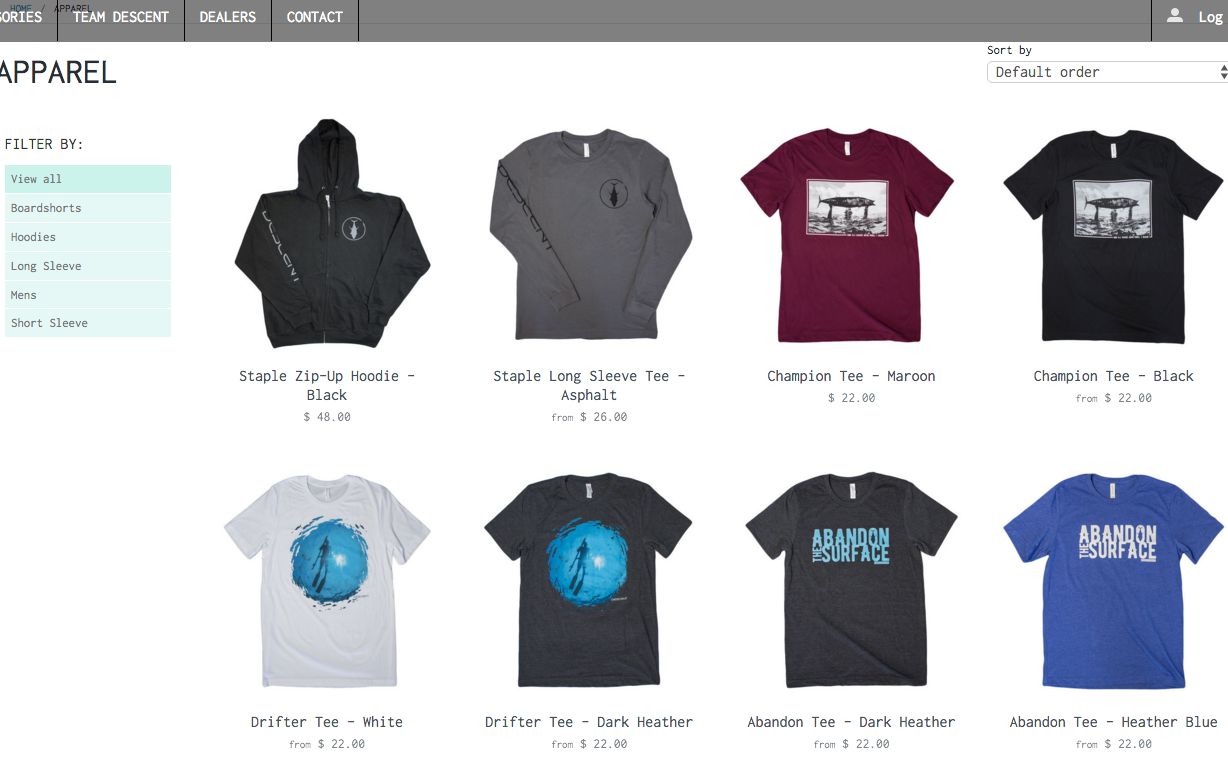 HOME / APPAREL
SORIES TEAM DESCENT DEALERS CONTACT Log
APPAREL
Sort by
Default order
FILTER BY:
View all
Boardshorts
Hoodies
Long Sleeve
Mens
Short Sleeve
DESCENT
Staple Zip-Up Hoodie - Black
$ 48.00
DESCENT
Staple Long Sleeve Tee - Asphalt
from $ 26.00
Champion Tee - Maroon
$ 22.00
Champion Tee - Black
from $ 22.00
Drifter Tee - White
from $ 22.00
Drifter Tee - Dark Heather
from $ 22.00
ABANDON
THE SURFACE
Abandon Tee - Dark Heather
from $ 22.00
ABANDON
THE SURFACE
Abandon Tee - Heather Blue
from $ 22.00